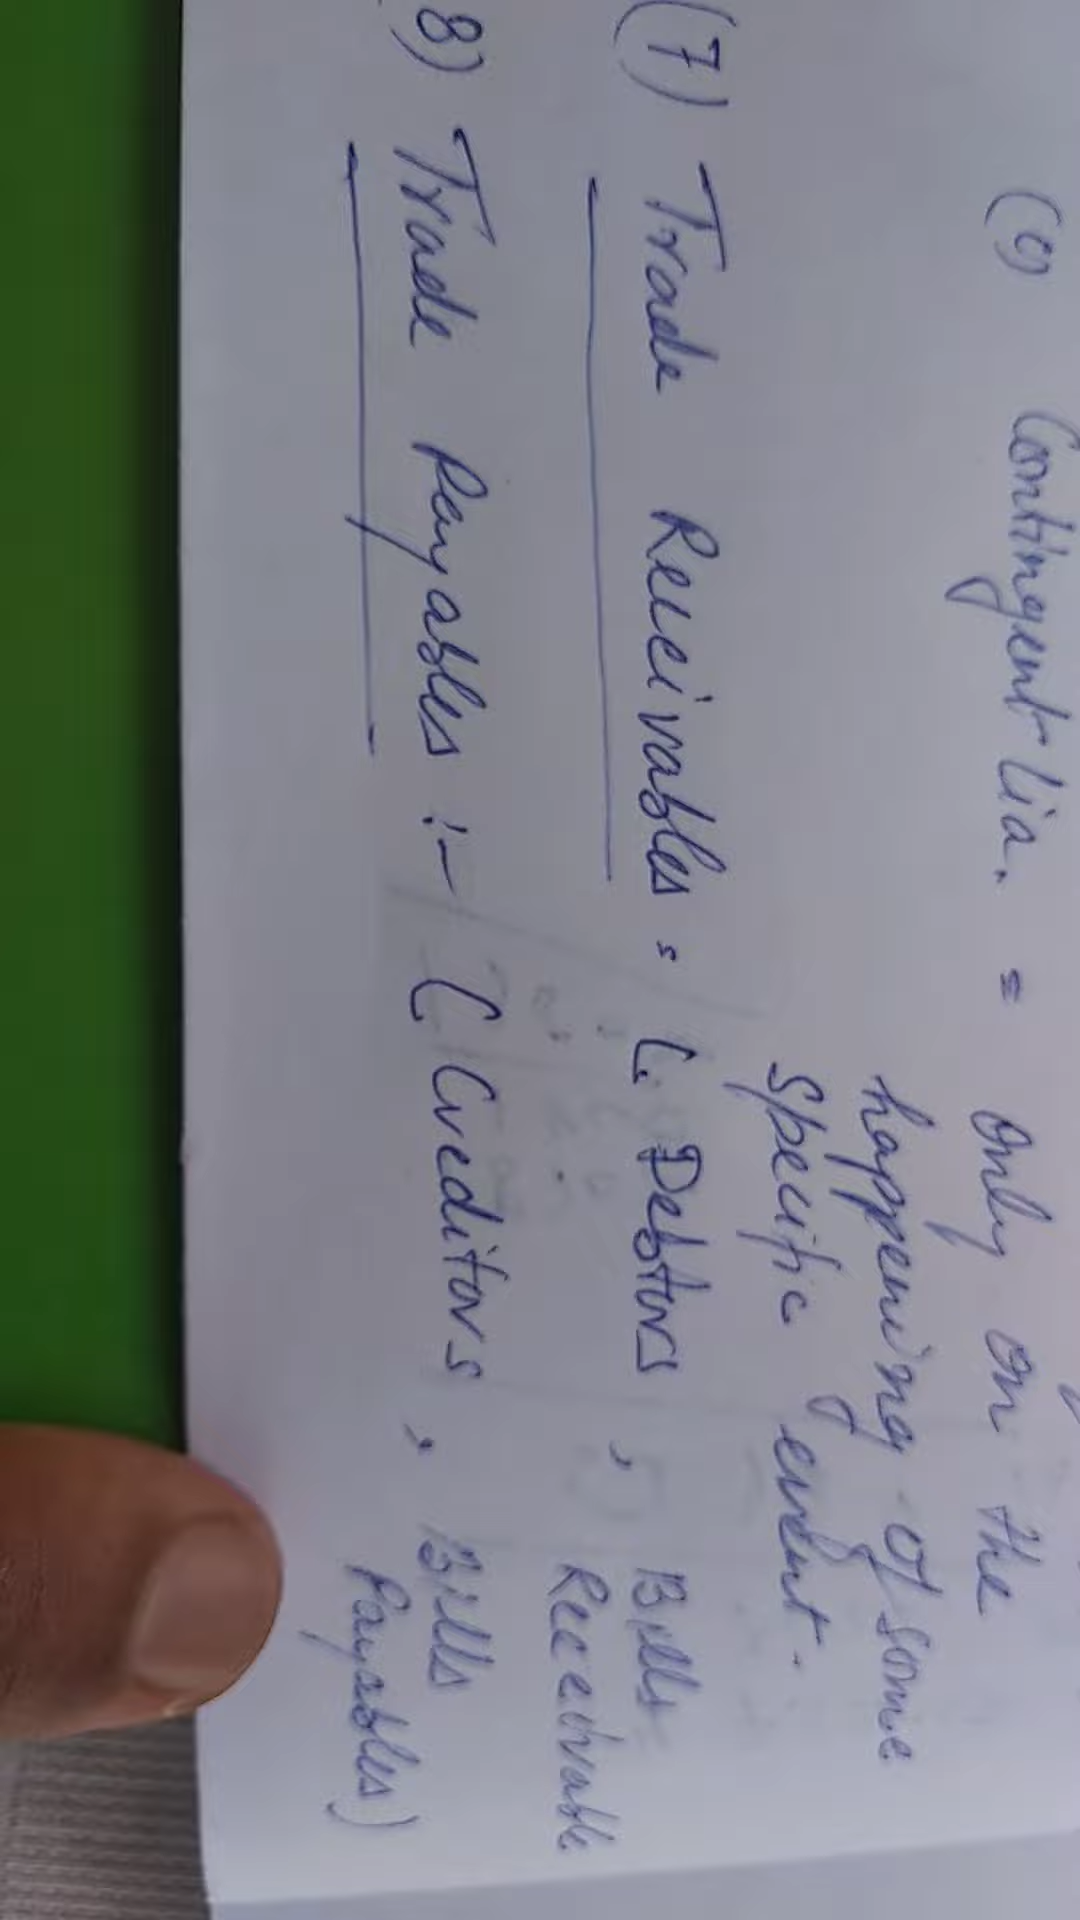 (c) Contingent Lia. = Only on the
happening of some
specific event.
(7) Trade Receivables = (. Debtors , Bills
Receivable
8) Trade Payables :- ( Creditors , Bills
Payables)